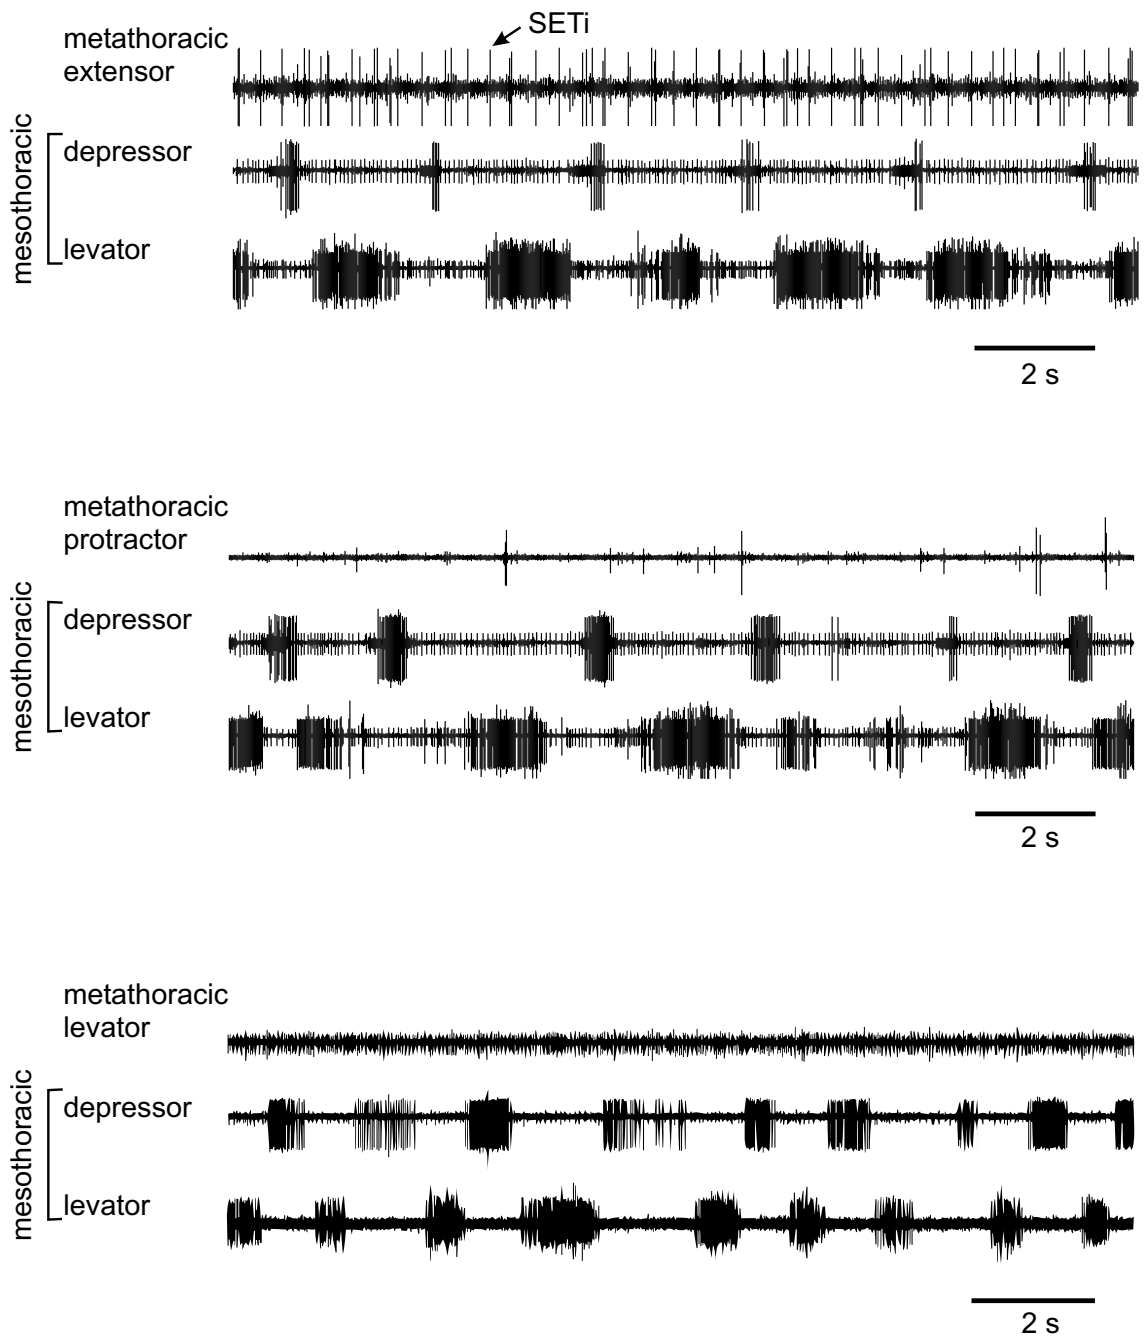 SETi
metathoracic
extensor
mesothoracic
depressor
levator
2 s
metathoracic
protractor
mesothoracic
depressor
levator
2 s
metathoracic
levator
mesothoracic
depressor
levator
2 s